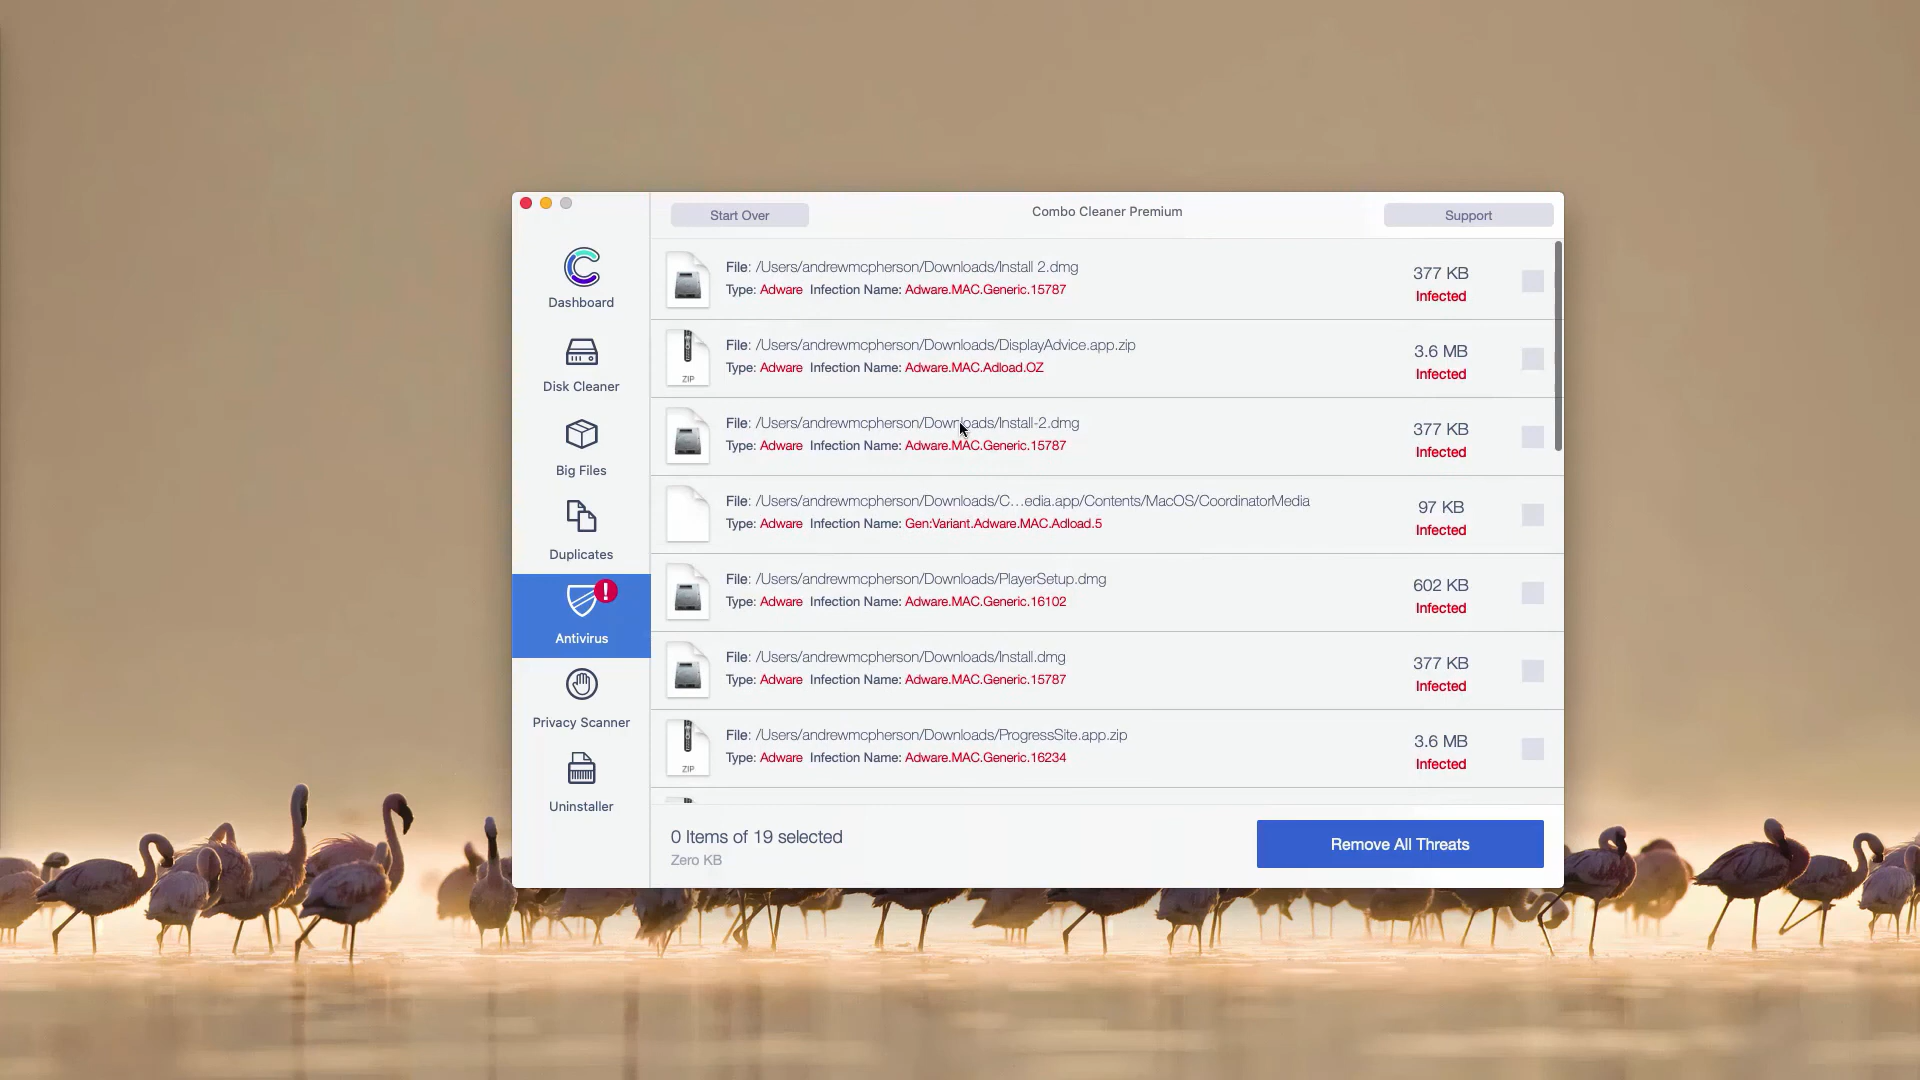 Start Over
Combo Cleaner Premium
Support
Dashboard
Disk Cleaner
Big Files
Duplicates
Antivirus
Privacy Scanner
Uninstaller
File: /Users/andrewmcpherson/Downloads/Install 2.dmg
Type: Adware Infection Name: Adware.MAC.Generic.15787
377 KB
Infected
File: /Users/andrewmcpherson/Downloads/DisplayAdvice.app.zip
Type: Adware Infection Name: Adware.MAC.Adload.OZ
ZIP
3.6 MB
Infected
File: /Users/andrewmcpherson/Downloads/Install-2.dmg
Type: Adware Infection Name: Adware.MAC.Generic.15787
377 KB
Infected
File: /Users/andrewmcpherson/Downloads/C...edia.app/Contents/MacOS/CoordinatorMedia
Type: Adware Infection Name: Gen:Variant.Adware.MAC.Adload.5
97 KB
Infected
File: /Users/andrewmcpherson/Downloads/PlayerSetup.dmg
Type: Adware Infection Name: Adware.MAC.Generic.16102
602 KB
Infected
File: /Users/andrewmcpherson/Downloads/Install.dmg
Type: Adware Infection Name: Adware.MAC.Generic.15787
377 KB
Infected
File: /Users/andrewmcpherson/Downloads/ProgressSite.app.zip
Type: Adware Infection Name: Adware.MAC.Generic.16234
ZIP
3.6 MB
Infected
0 Items of 19 selected
Zero KB
Remove All Threats